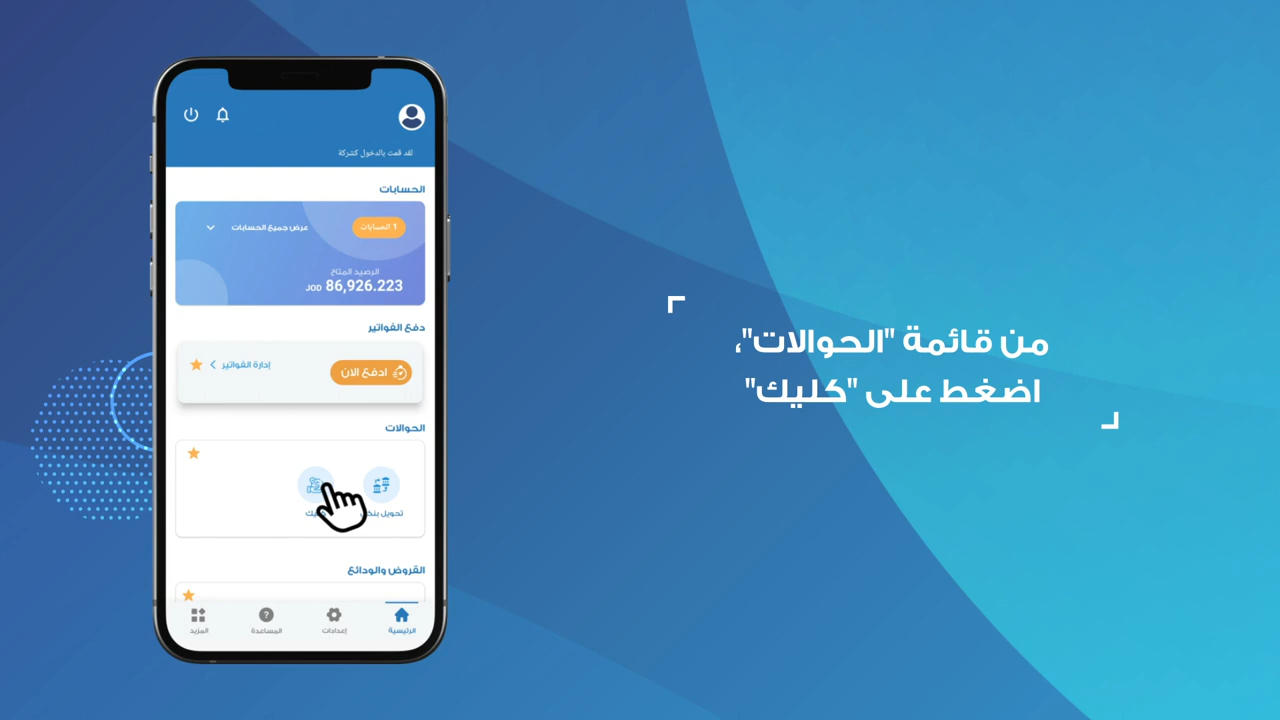 لقد قمت بالدخول كشركة
الحسابات
1 الحسابات
عرض جميع الحسابات
الرصيد المتاح
JOD 86,926.223
دفع الفواتير
ادفع الان
إدارة الفواتير
الحوالات
تحويل
القروض والودائع
الرئيسية
إعدادات
المساعدة
?
المزيد
من قائمة "الحوالات"،
اضغط على "كليك"